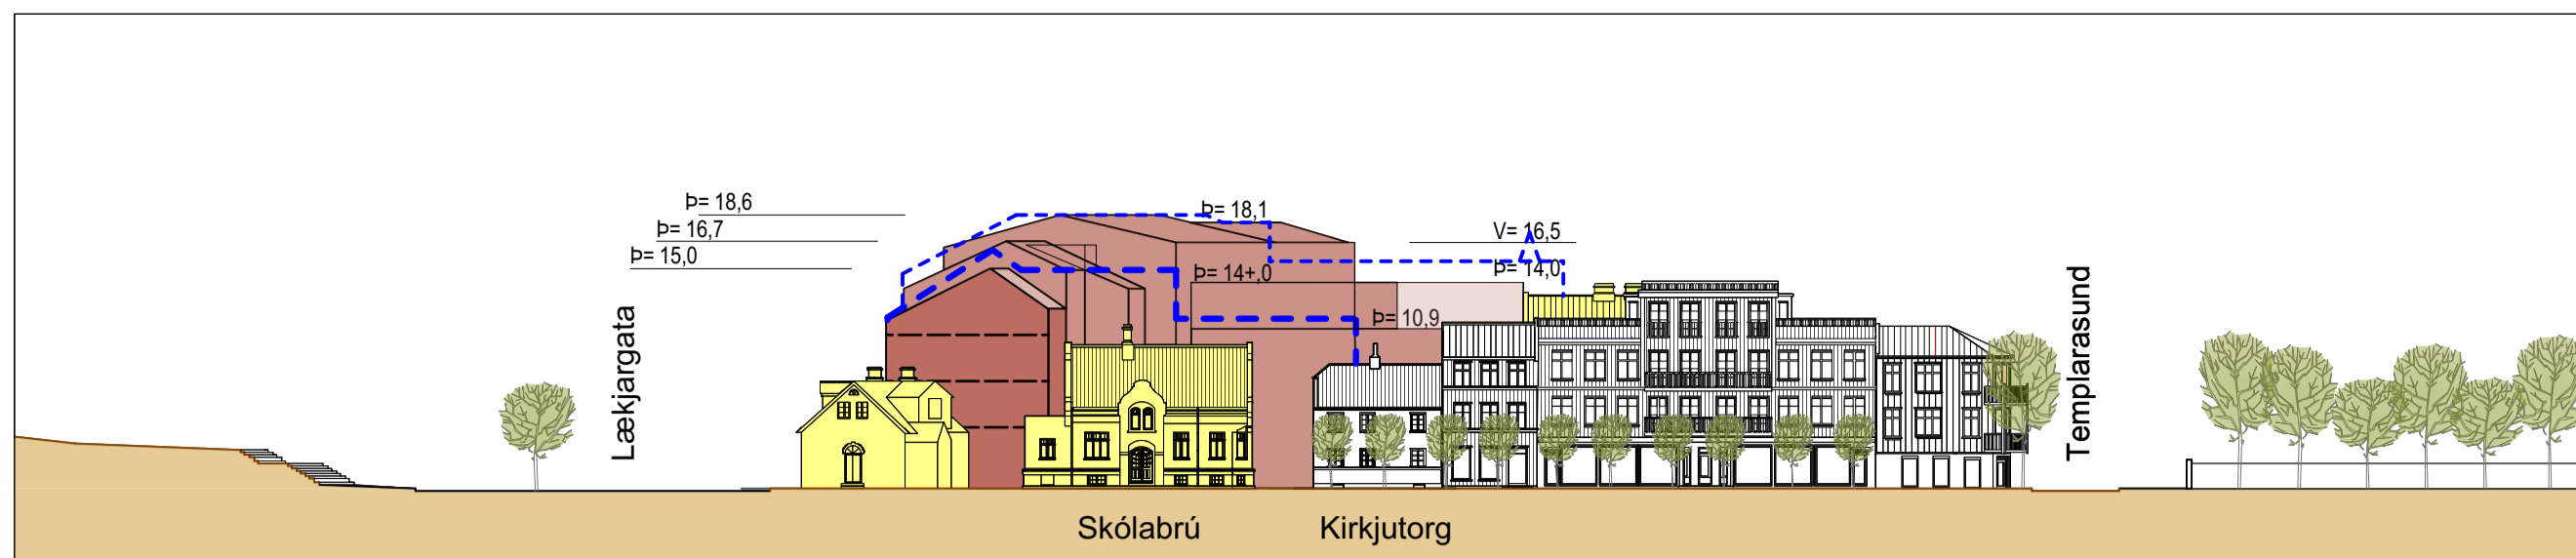 Þ= 18,6
Þ= 16,7
Þ= 15,0
Þ= 18,1
V= 16,5
Þ= 14+,0
Þ= 14,0
Þ= 10,9
Lækjargata
Templarasund
Skólabrú
Kirkjutorg